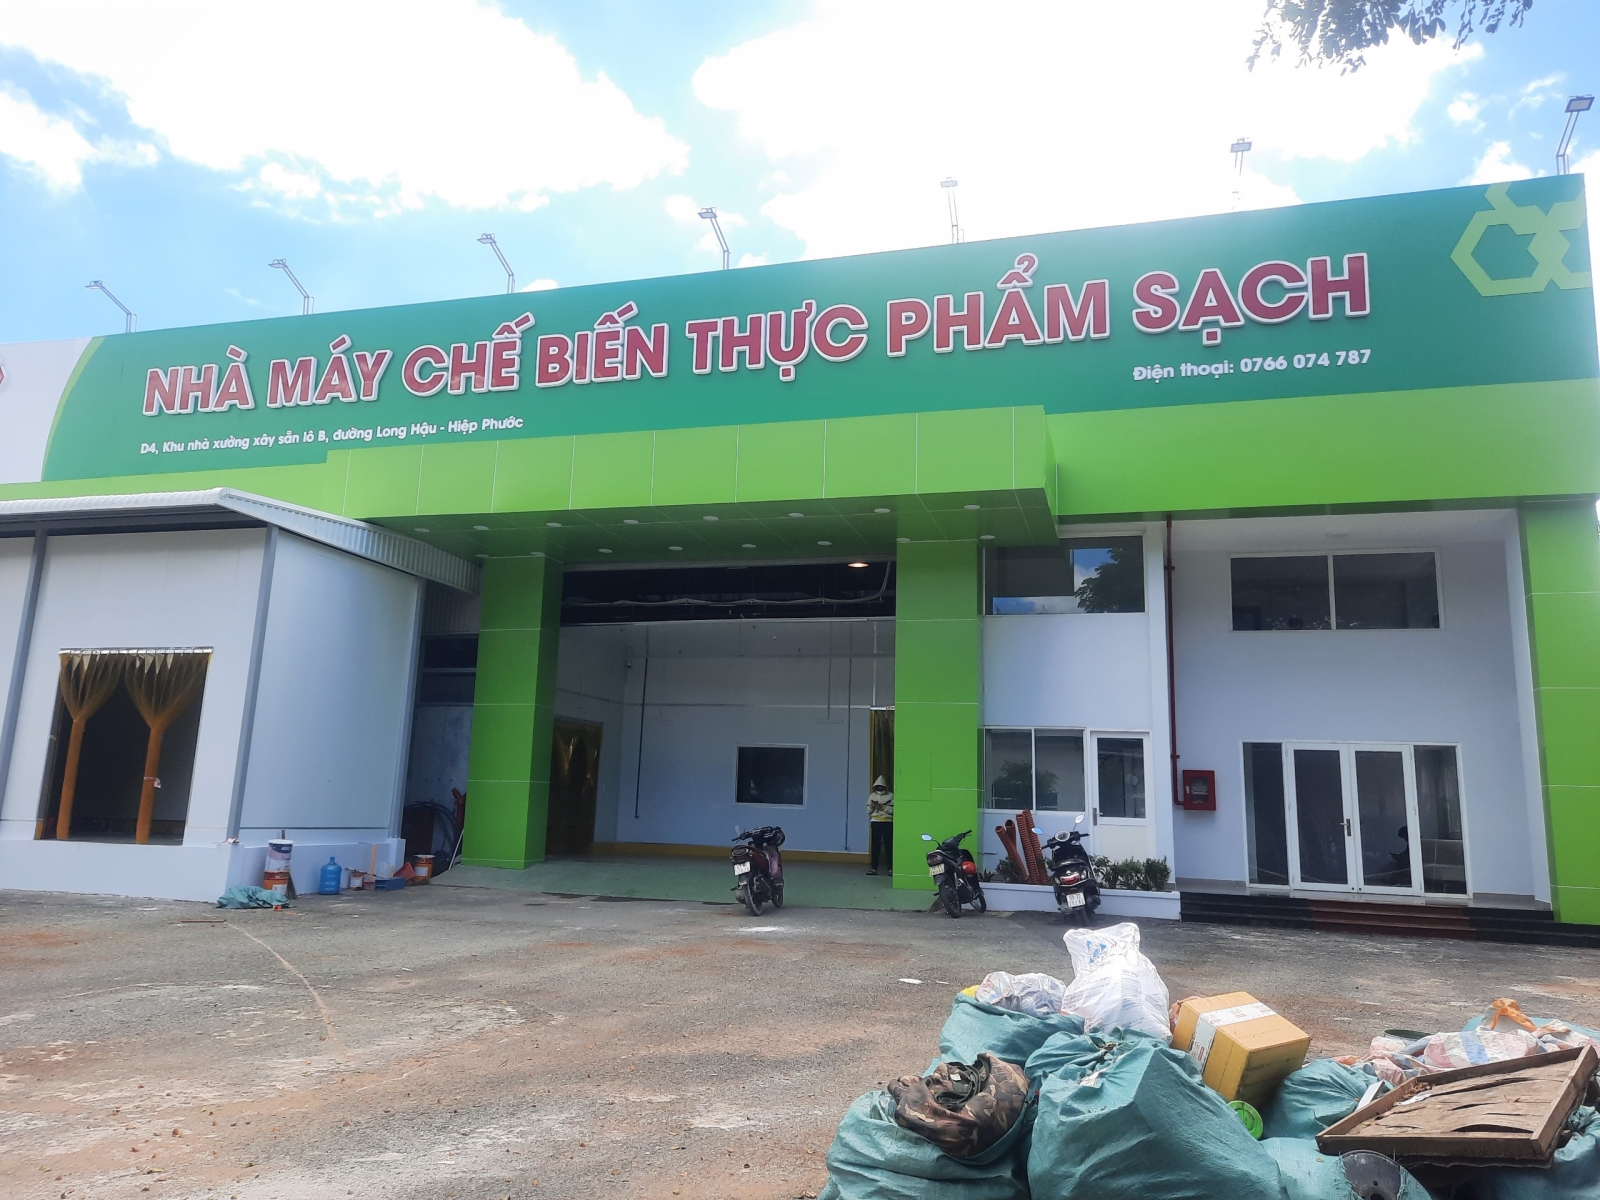 NHÀ MÁY CHẾ BIẾN THỰC PHẨM SẠCH
Điện thoại: 0766 074 787
D4, Khu nhà xưởng xây sẵn lô B, đường Long Hậu - Hiệp Phước